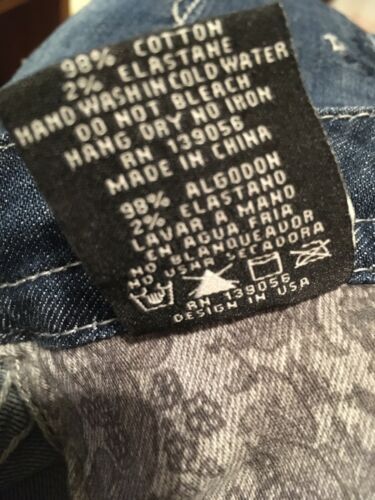 98% COTTON
2% ELASTANE
HAND WASH IN COLD WATER
DO NOT BLEACH
HANG DRY NO IRON
RN 139056
MADE IN CHINA
98% ALGODON
2% ELASTANO
LAVAR A MANO
EN AGUA FRIA
NO BLANQUEADOR
NO USAR SECADORA
RN 139056
DESIGN IN USA